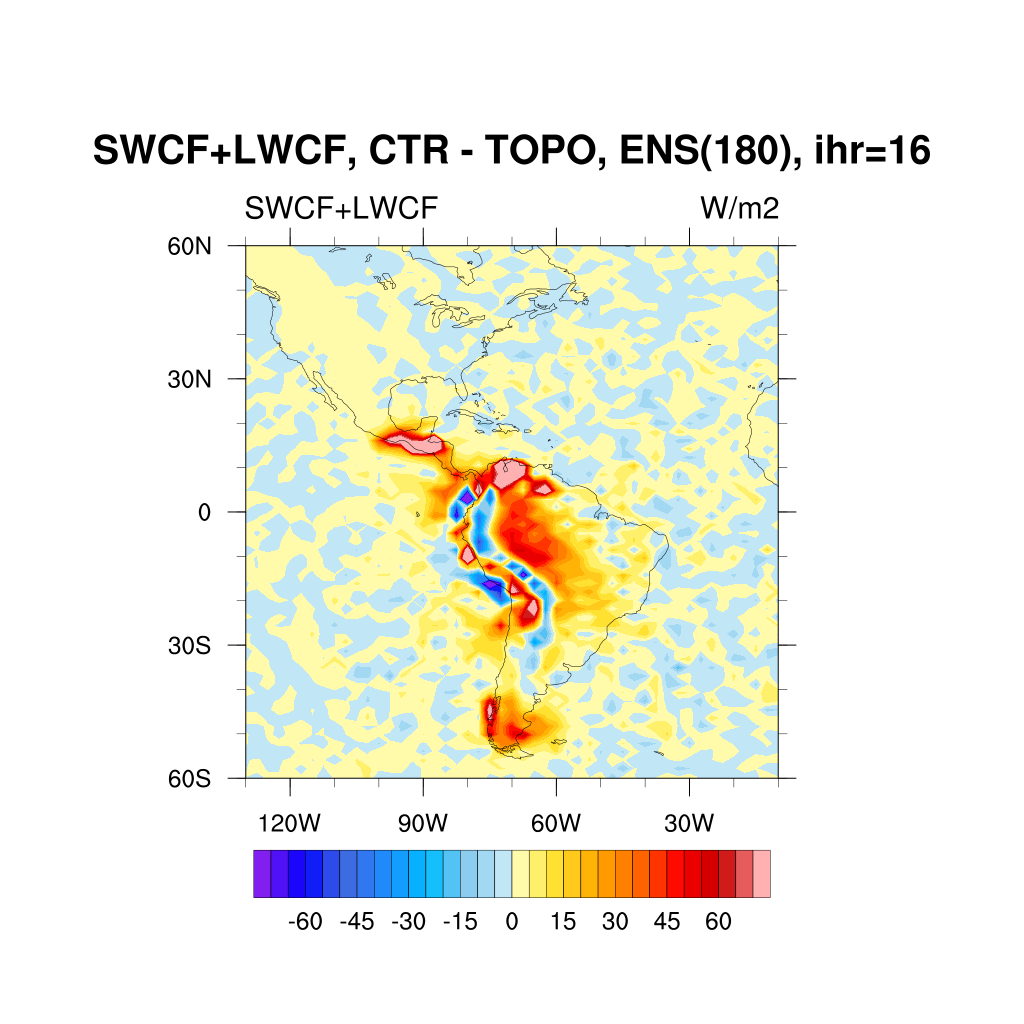 SWCF+LWCF, CTR - TOPO, ENS(180), ihr=16
SWCF+LWCF W/m2
60N
30N
0
30S
60S
120W 90W 60W 30W
-60 -45 -30 -15 0 15 30 45 60